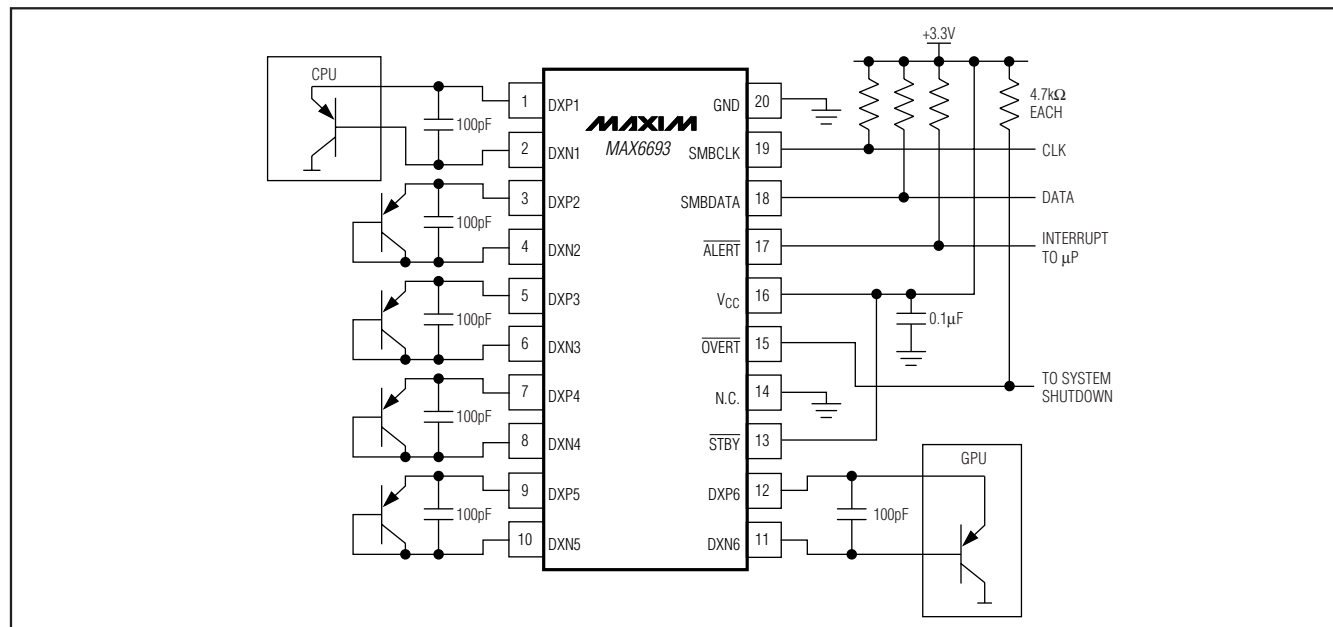 +3.3V
CPU
4.7kΩ
EACH
1
DXP1
GND
20
100pF
MAXIM
MAX6693
2
DXN1
SMBCLK
19
CLK
3
DXP2
SMBDATA
18
DATA
100pF
4
DXN2
ALERT
17
INTERRUPT
TO μP
5
DXP3
VCC
16
100pF
0.1μF
6
DXN3
OVERT
15
7
DXP4
N.C.
14
TO SYSTEM
SHUTDOWN
100pF
8
DXN4
STBY
13
GPU
9
DXP5
DXP6
12
100pF
100pF
10
DXN5
DXN6
11